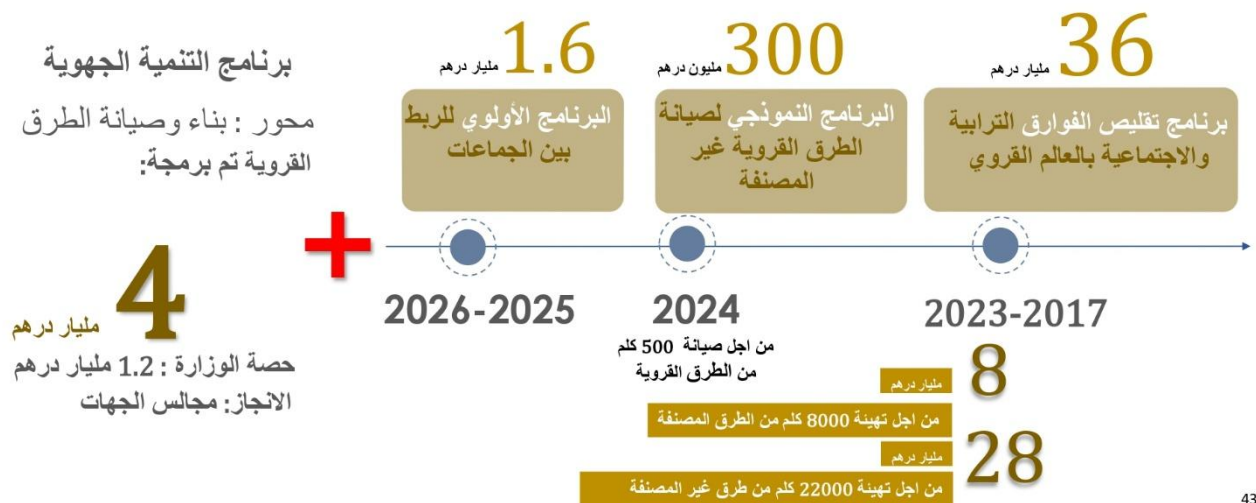 36 مليار درهم
برنامج تقليص الفوارق الترابية
والاجتماعية بالعالم القروي
2023-2017
8
مليار درهم
من اجل تهيئة 8000 كلم من الطرق المصنفة
28
مليار درهم
من اجل تهيئة 22000 كلم من طرق غير المصنفة
300 مليون درهم
البرنامج النموذجي لصيانة
الطرق القروية غير
المصنفة
2024
من اجل صيانة 500 كلم
من الطرق القروية
1.6 مليار درهم
البرنامج الأولوي للربط
بين الجماعات
2026-2025
+
برنامج التنمية الجهوية
محور : بناء وصيانة الطرق
القروية تم برمجة:
4 مليار درهم
حصة الوزارة : 1.2 مليار درهم
الانجاز: مجالس الجهات
43